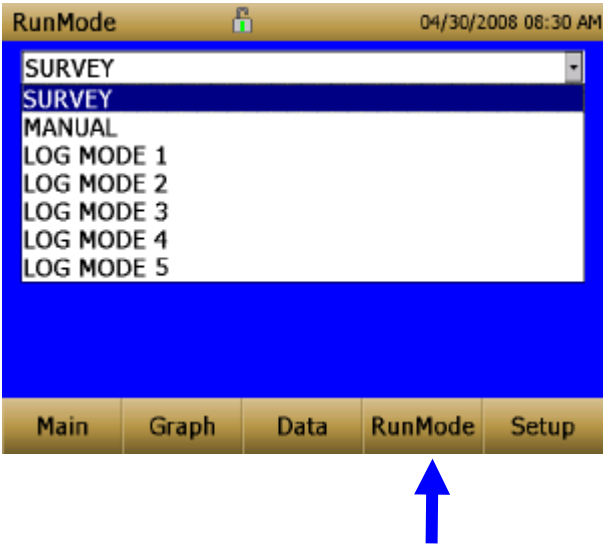 RunMode 04/30/2008 08:30 AM
SURVEY
SURVEY
MANUAL
LOG MODE 1
LOG MODE 2
LOG MODE 3
LOG MODE 4
LOG MODE 5
Main Graph Data RunMode Setup